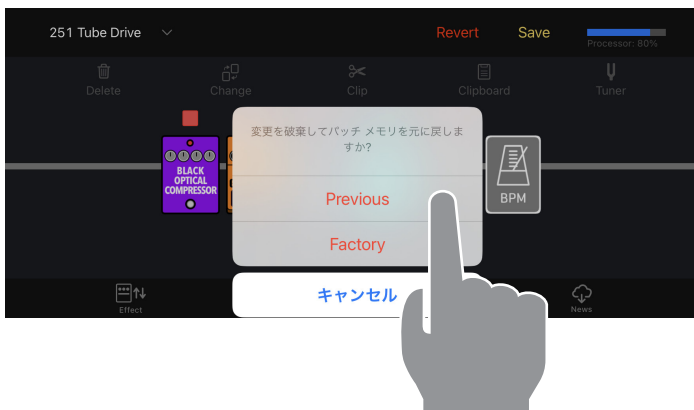 251 Tube Drive
Revert
Save
Processor: 80%
Delete
Change
Clip
Clipboard
Tuner
変更を破棄してパッチ メモリを元に戻しま
すか?
BLACK
OPTICAL
COMPRESSOR
Previous
BPM
Factory
キャンセル
Effect
News